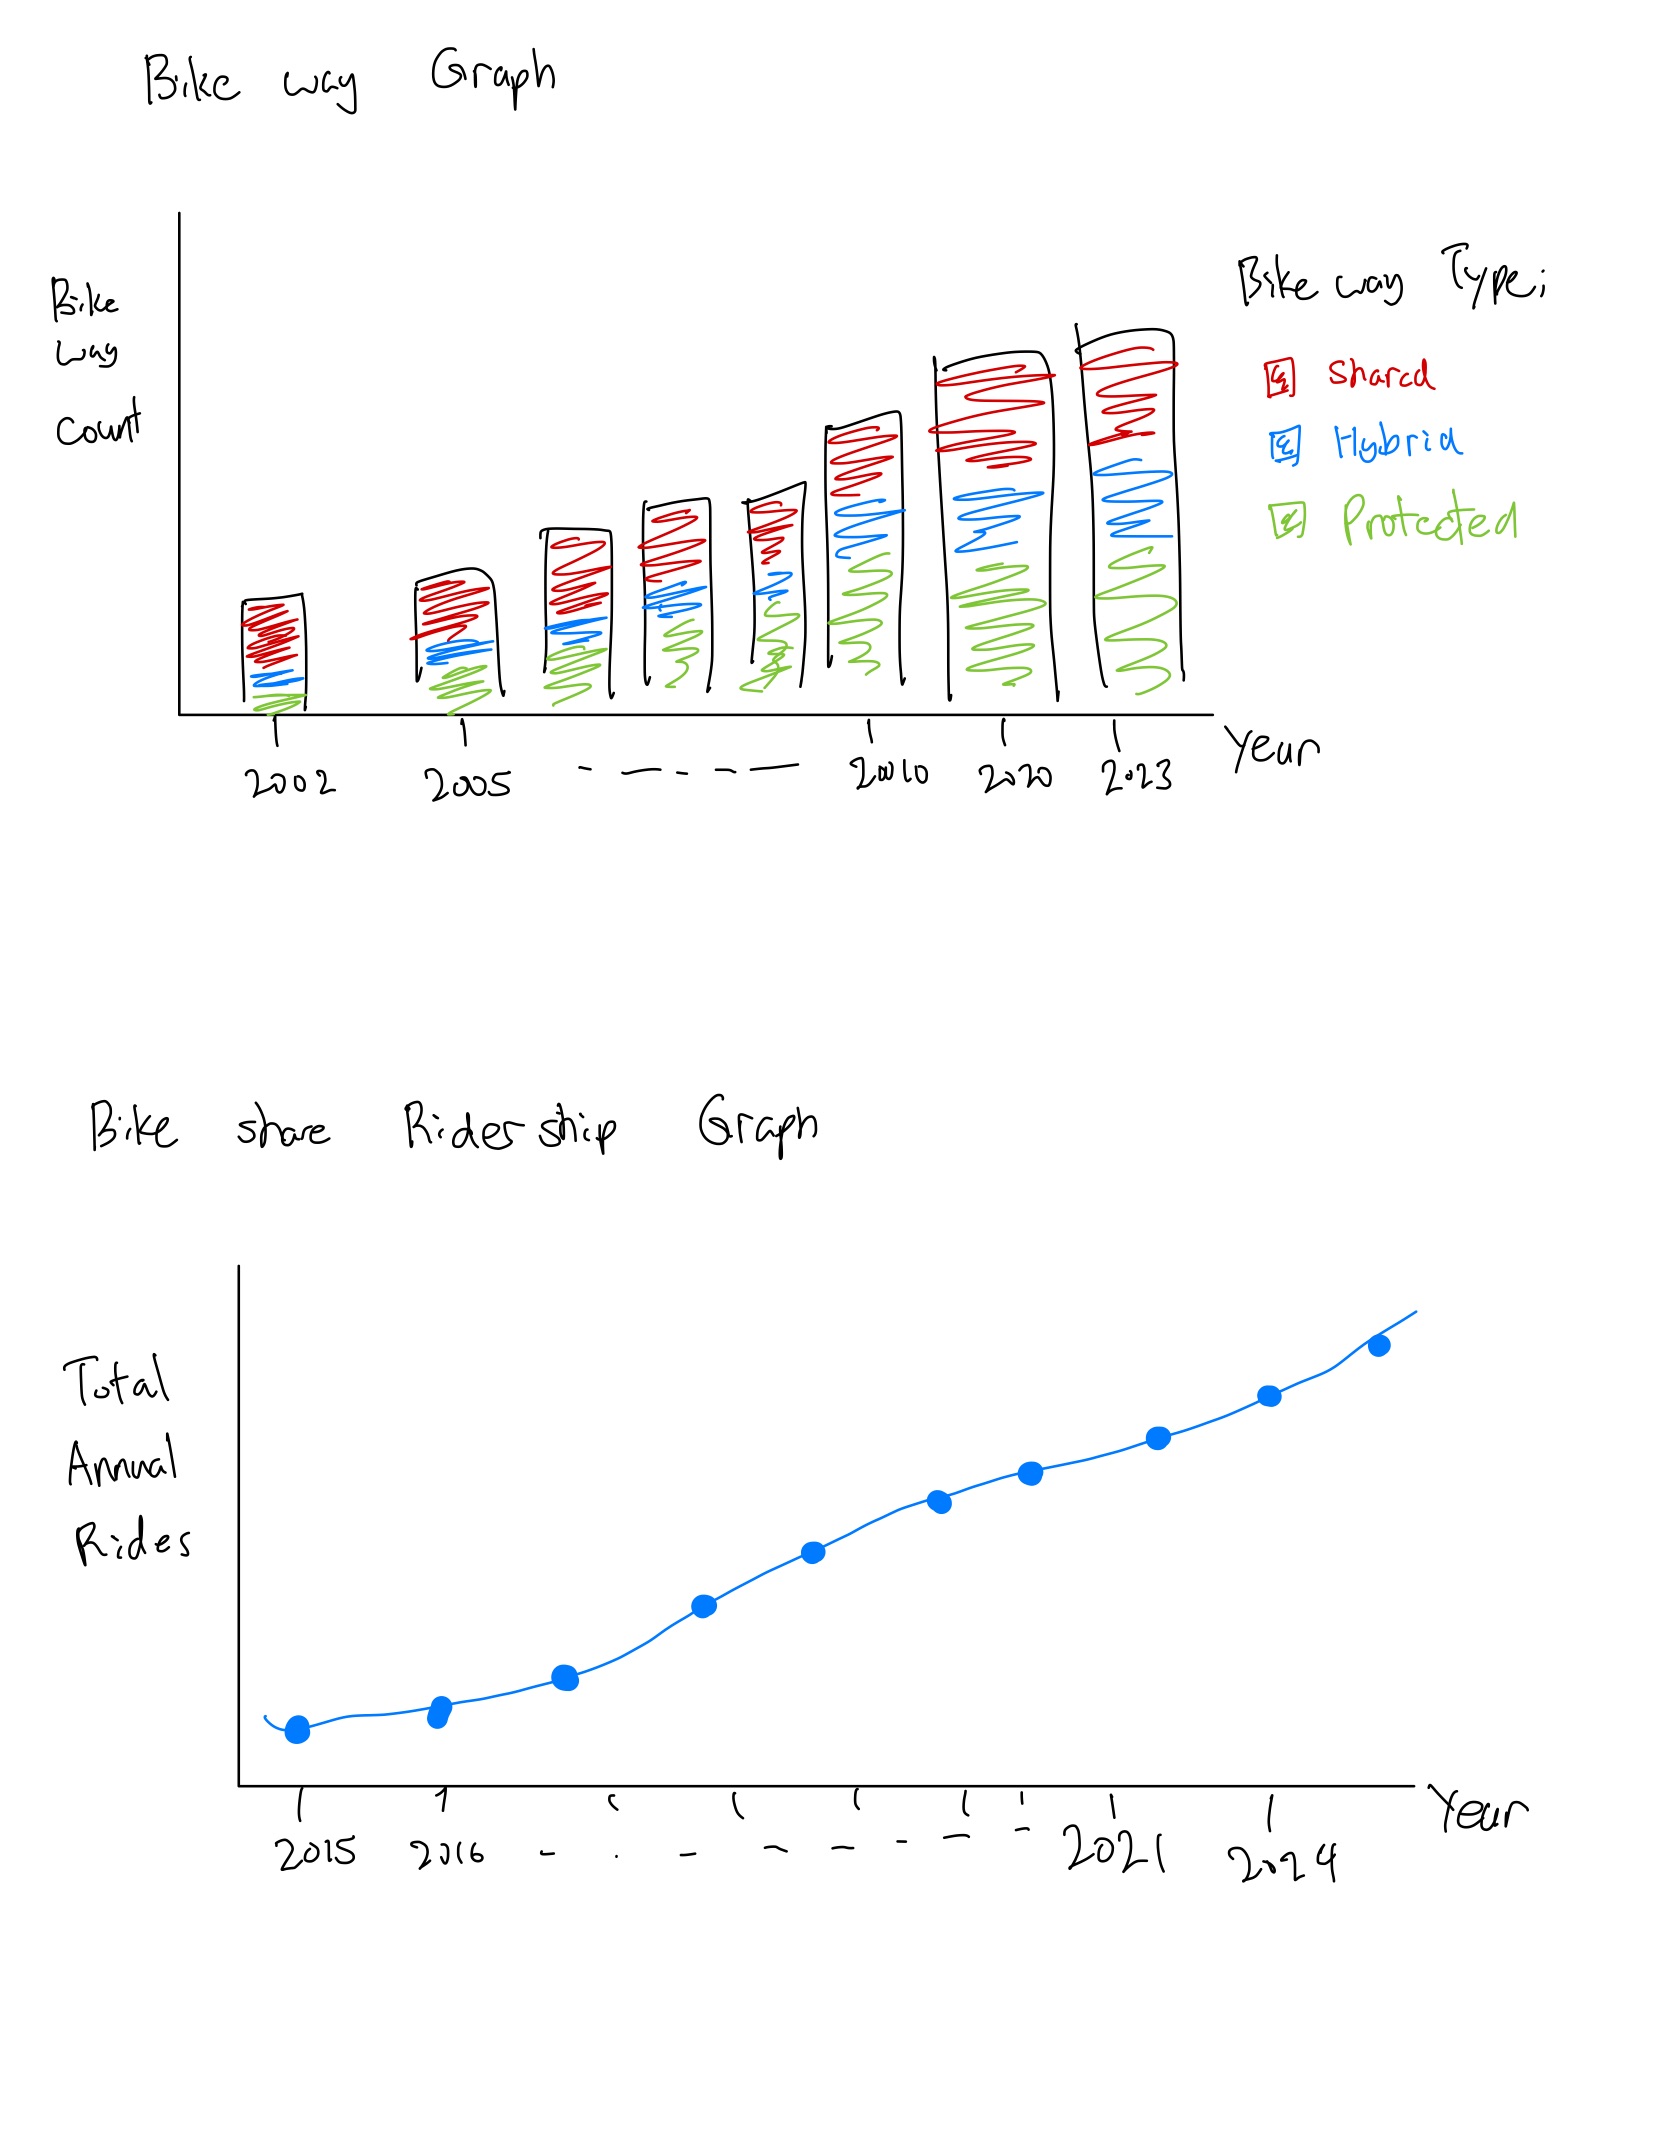 Bike way Graph
Bike
way
count
Bike way Type;
Shared
Hybrid
Protected
2002 2005 2010 2020 2023 Year
Bike share Ridership Graph
Total
Annual
Rides
2015 2016 2021 2024 Year